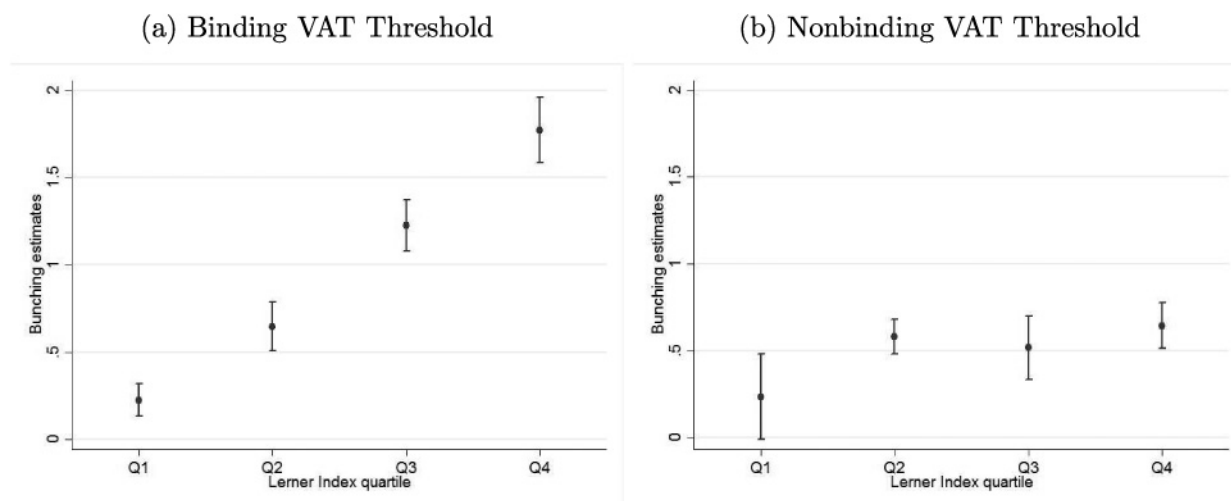 (a) Binding VAT Threshold
Bunching estimates
2
1.5
1
.5
0
Q1 Q2 Q3 Q4
Lerner Index quartile
(b) Nonbinding VAT Threshold
Bunching estimates
2
1.5
1
.5
0
Q1 Q2 Q3 Q4
Lerner Index quartile